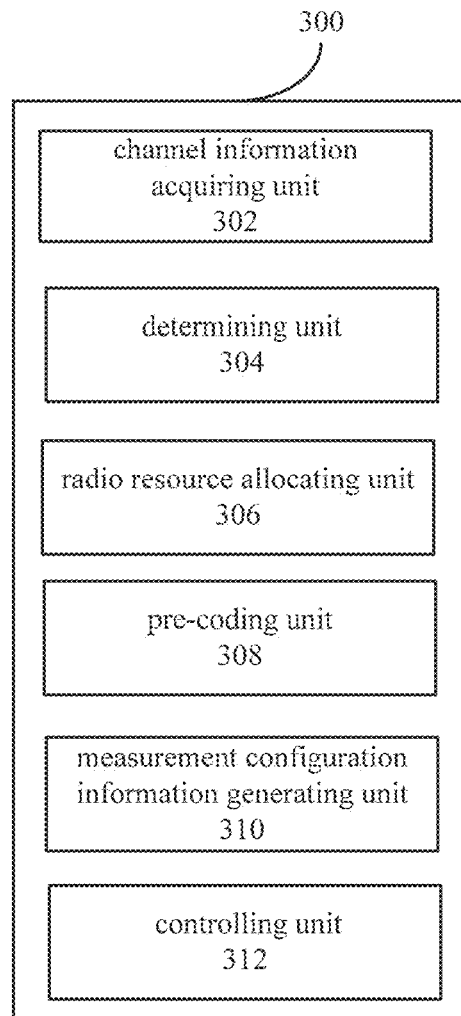 300
channel information
acquiring unit
302
determining unit
304
radio resource allocating unit
306
pre-coding unit
308
measurement configuration
information generating unit
310
controlling unit
312